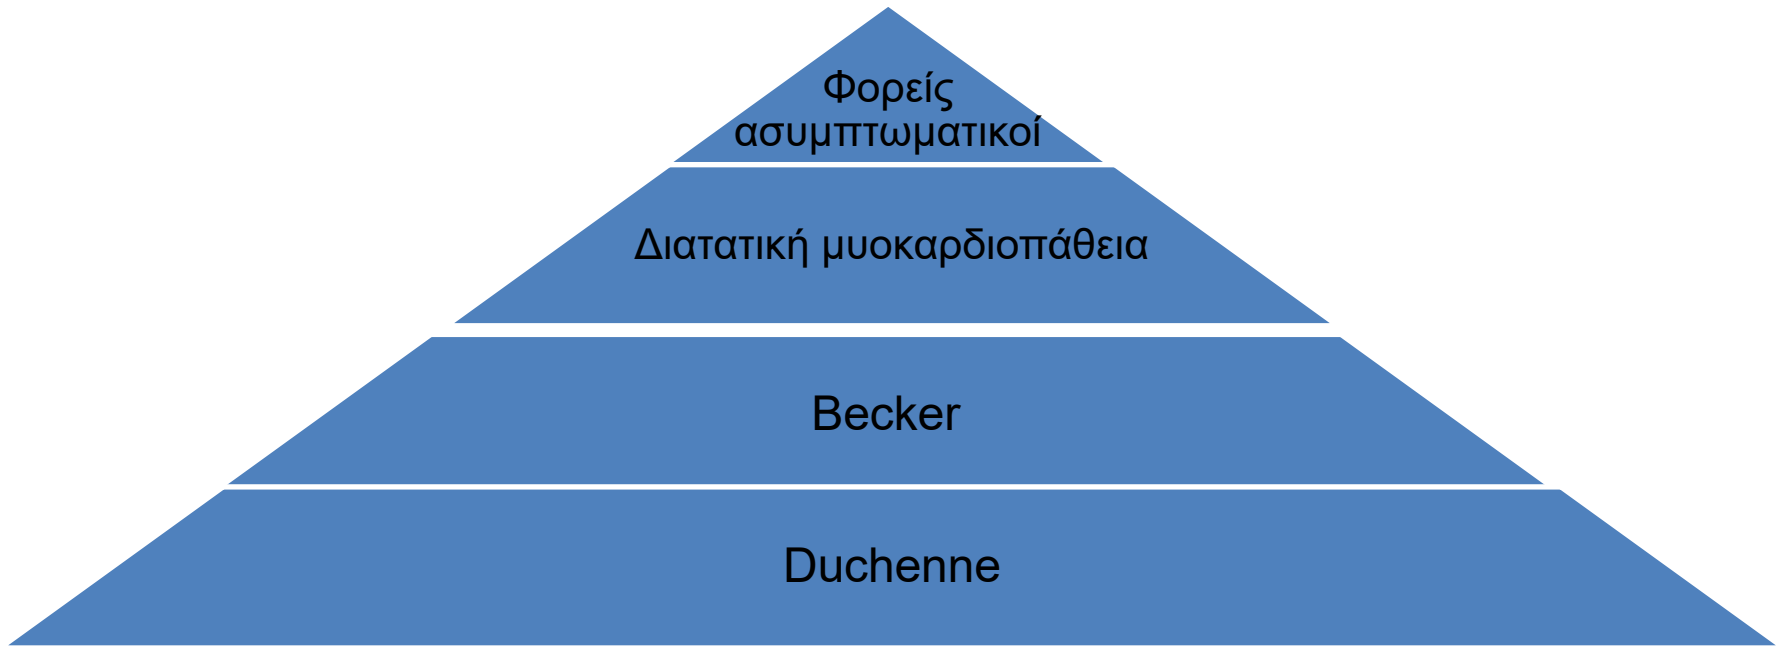 Φορείς
ασυμπτωματικοί
Διατατική μυοκαρδιοπάθεια
Becker
Duchenne